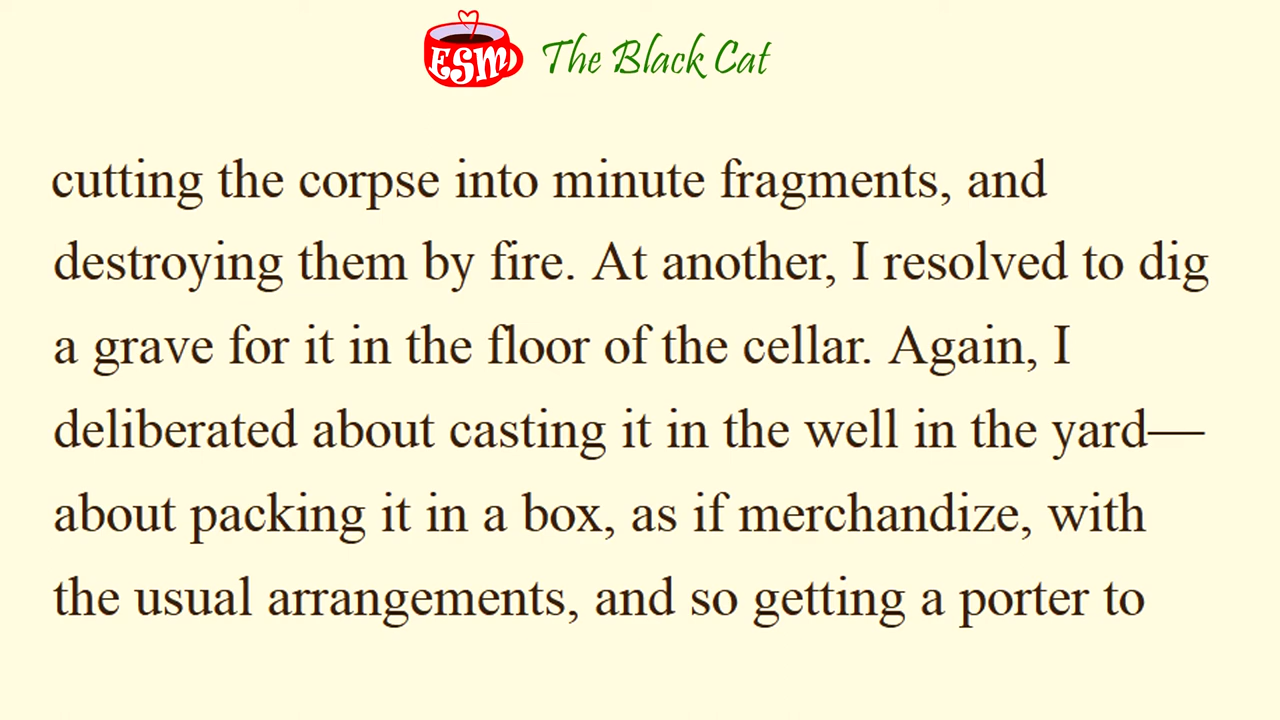 ESM The Black Cat
cutting the corpse into minute fragments, and
destroying them by fire. At another, I resolved to dig
a grave for it in the floor of the cellar. Again, I
deliberated about casting it in the well in the yard—
about packing it in a box, as if merchandize, with
the usual arrangements, and so getting a porter to